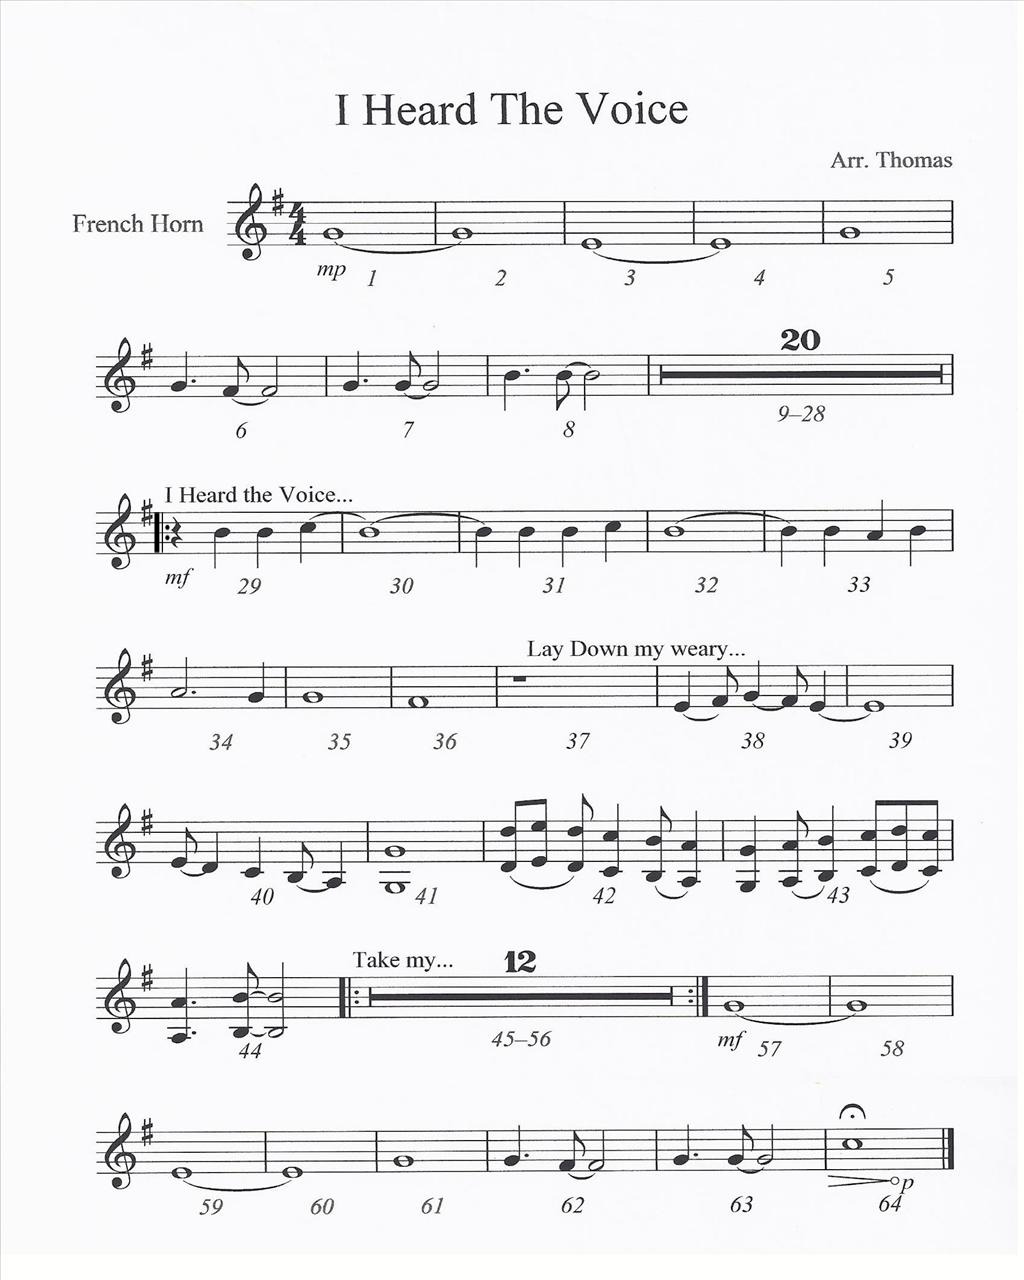 I Heard The Voice
Arr. Thomas
French Horn
mp 1 2 3 4 5
20
6 7 8 9–28
I Heard the Voice...
mf 29 30 31 32 33
Lay Down my weary...
34 35 36 37 38 39
40 41 42 43
Take my... 12
44 45–56 mf 57 58
59 60 61 62 63 64 p